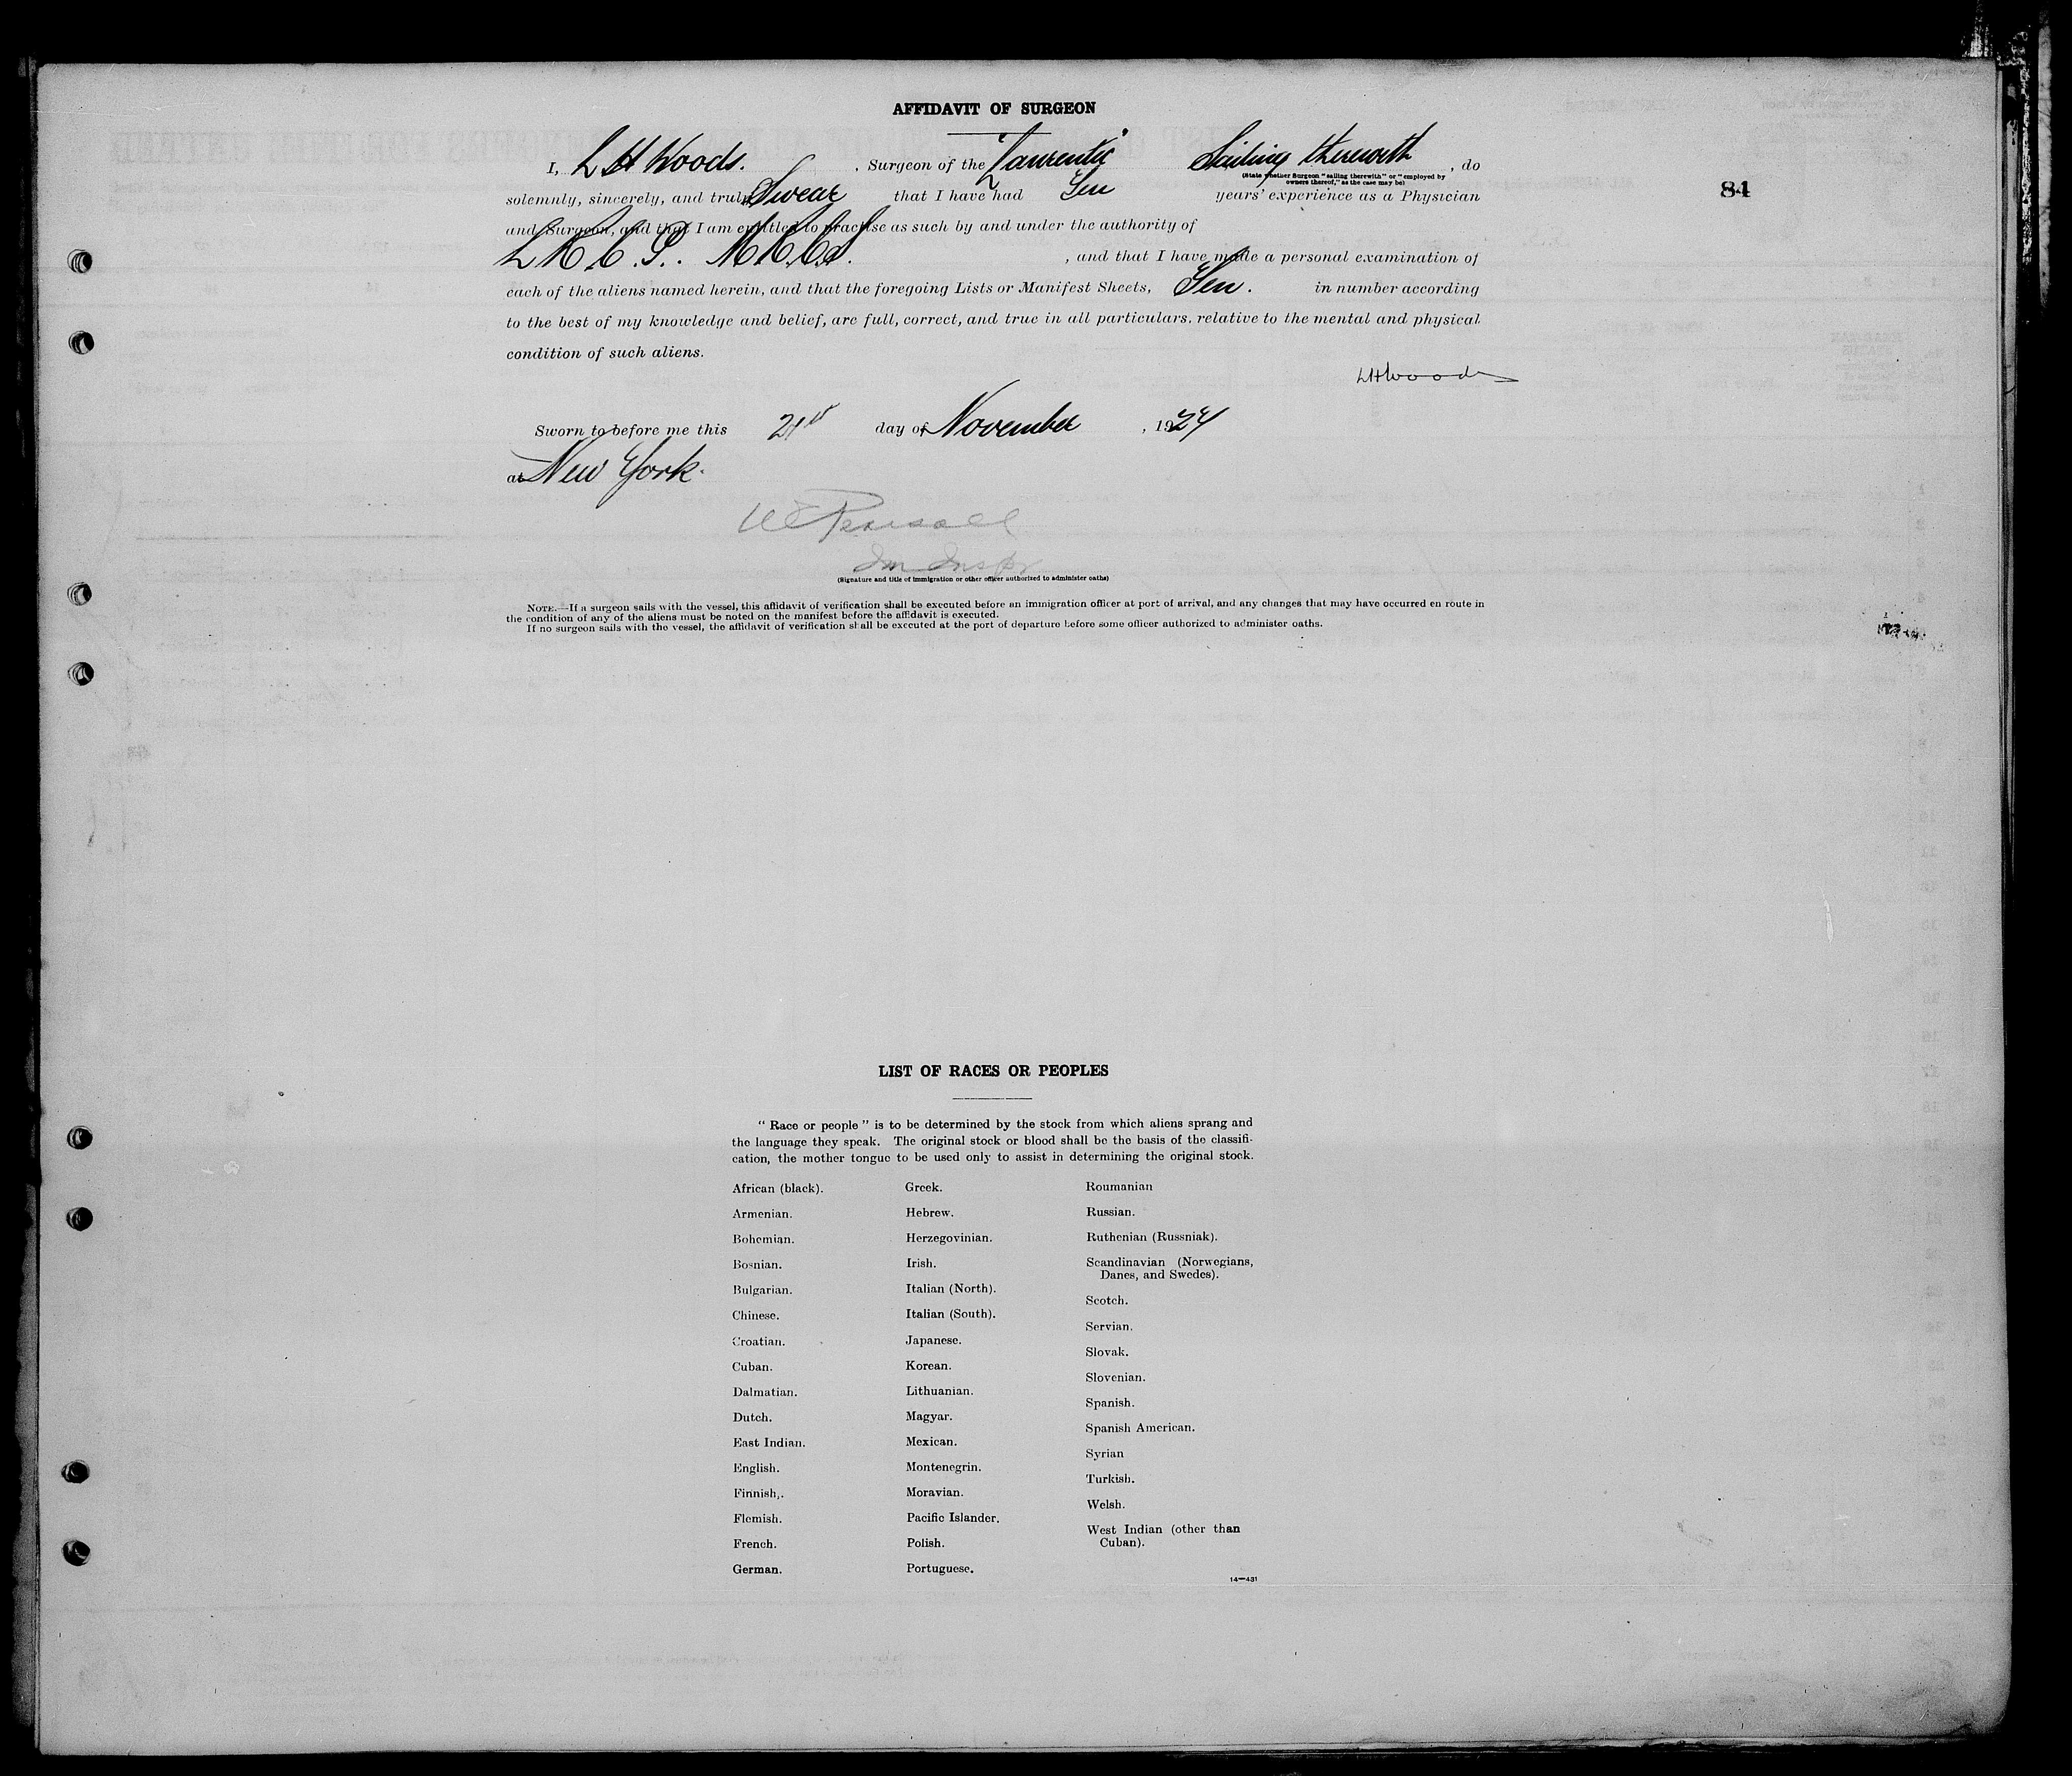 AFFIDAVIT OF SURGEON
I, L H Woods. , Surgeon of the "Laurentic" Sailing therewith , do
(State whether Surgeon "sailing therewith" or "employed by
owners thereof," as the case may be)
84
solemnly, sincerely, and truly Swear that I have had Ten years' experience as a Physician
and Surgeon, and that I am entitled to practise as such by and under the authority of
L R C S. M R C S. , and that I have made a personal examination of
each of the aliens named herein, and that the foregoing Lists or Manifest Sheets, Ten. in number according
to the best of my knowledge and belief, are full, correct, and true in all particulars, relative to the mental and physical
condition of such aliens.
LHWoods
Sworn to before me this 21st day of November , 1924
at New York.
Im Inspr
(Signature and title of immigration or other officer authorized to administer oaths)
NOTE.—If a surgeon sails with the vessel, this affidavit of verification shall be executed before an immigration officer at port of arrival, and any changes that may have occurred en route in
the condition of any of the aliens must be noted on the manifest before the affidavit is executed.
If no surgeon sails with the vessel, the affidavit of verification shall be executed at the port of departure before some officer authorized to administer oaths.
LIST OF RACES OR PEOPLES
"Race or people" is to be determined by the stock from which aliens sprang and
the language they speak. The original stock or blood shall be the basis of the classifi-
cation, the mother tongue to be used only to assist in determining the original stock.
African (black).
Armenian.
Bohemian.
Bosnian.
Bulgarian.
Chinese.
Croatian.
Cuban.
Dalmatian.
Dutch.
East Indian.
English.
Finnish.
Flemish.
French.
German.
Greek.
Hebrew.
Herzegovinian.
Irish.
Italian (North).
Italian (South).
Japanese.
Korean.
Lithuanian.
Magyar.
Mexican.
Montenegrin.
Moravian.
Pacific Islander.
Polish.
Portuguese.
Roumanian
Russian.
Ruthenian (Russniak).
Scandinavian (Norwegians,
Danes, and Swedes).
Scotch.
Servian.
Slovak.
Slovenian.
Spanish.
Spanish American.
Syrian
Turkish.
Welsh.
West Indian (other than
Cuban).
14—431